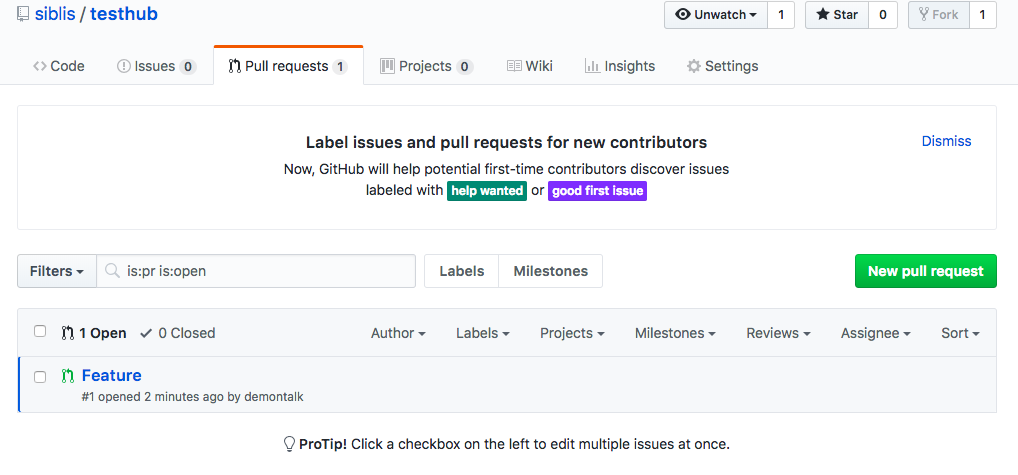 siblis / testhub Unwatch 1 Star 0 Fork 1
Code Issues 0 Pull requests 1 Projects 0 Wiki Insights Settings
Label issues and pull requests for new contributors Dismiss
Now, GitHub will help potential first-time contributors discover issues
labeled with help wanted or good first issue
Filters is:pr is:open Labels Milestones New pull request
1 Open 0 Closed Author Labels Projects Milestones Reviews Assignee Sort
Feature
#1 opened 2 minutes ago by demontalk
ProTip! Click a checkbox on the left to edit multiple issues at once.